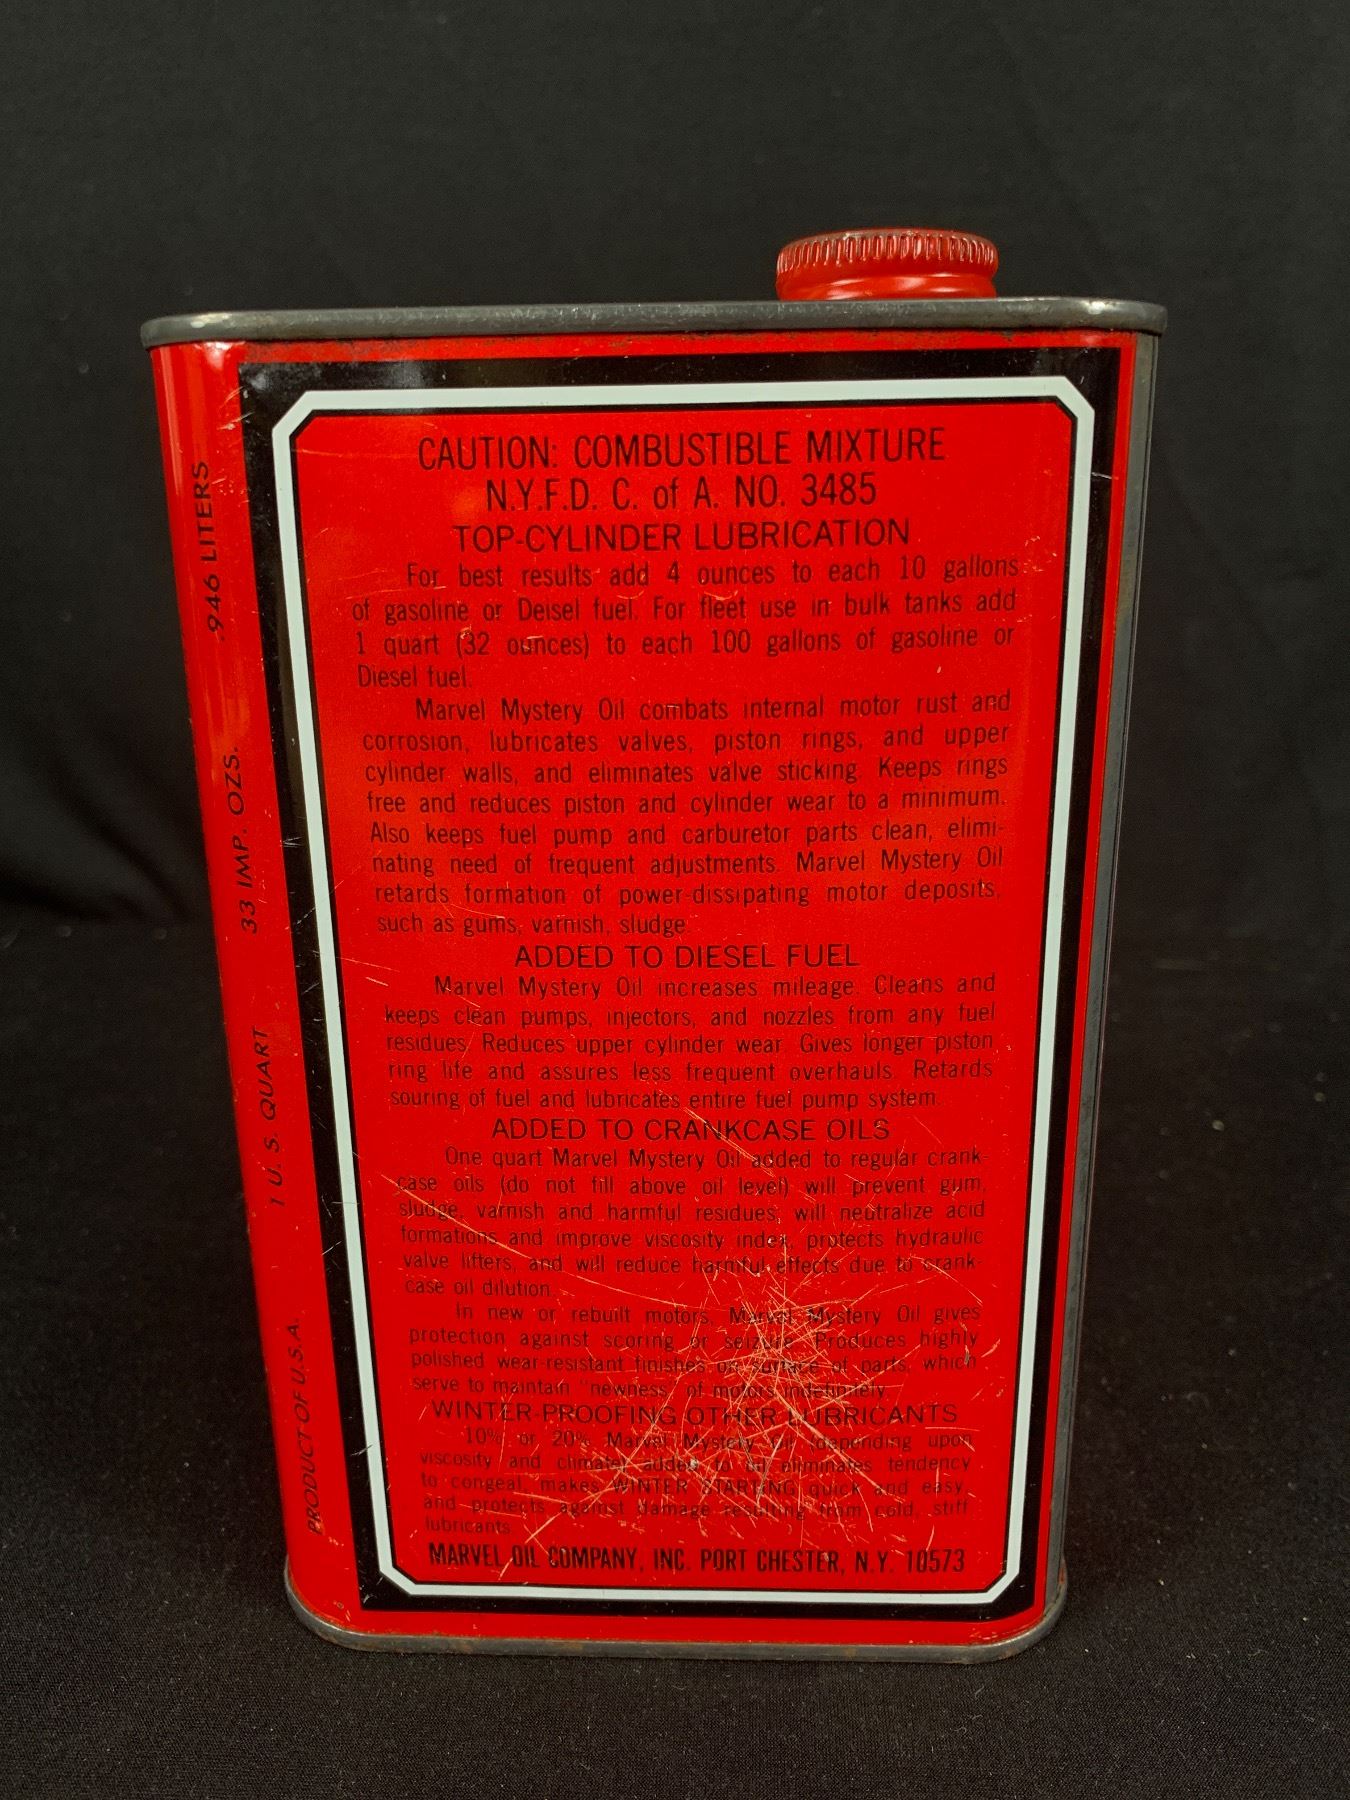 CAUTION: COMBUSTIBLE MIXTURE
N.Y.F.D. C. of A. NO. 3485
TOP-CYLINDER LUBRICATION
For best results add 4 ounces to each 10 gallons
of gasoline or Deisel fuel. For fleet use in bulk tanks add
1 quart (32 ounces) to each 100 gallons of gasoline or
Diesel fuel.
Marvel Mystery Oil combats internal motor rust and
corrosion, lubricates valves, piston rings, and upper
cylinder walls, and eliminates valve sticking. Keeps rings
free and reduces piston and cylinder wear to a minimum.
Also keeps fuel pump and carburetor parts clean, elimi-
nating need of frequent adjustments. Marvel Mystery Oil
retards formation of power-dissipating motor deposits,
such as gums, varnish, sludge.
ADDED TO DIESEL FUEL
Marvel Mystery Oil increases mileage. Cleans and
keeps clean pumps, injectors, and nozzles from any fuel
residues. Reduces upper cylinder wear. Gives longer piston
ring life and assures less frequent overhauls. Retards
souring of fuel and lubricates entire fuel pump system.
ADDED TO CRANKCASE OILS
One quart Marvel Mystery Oil added to regular crank-
case oils (do not fill above oil level) will prevent gum,
sludge, varnish and harmful residues; will neutralize acid
formations and improve viscosity index, protects hydraulic
valve lifters, and will reduce harmful effects due to crank-
case oil dilution.
In new or rebuilt motors, Marvel Mystery Oil gives
protection against scoring or seizure. Produces highly
polished wear-resistant finishes on surface of parts, which
serve to maintain "newness" of motors indefinitely.
WINTER-PROOFING OTHER LUBRICANTS
10% or 20% Marvel Mystery Oil (depending upon
viscosity and climate) added to oil eliminates tendency
to congeal, makes WINTER STARTING quick and easy,
and protects against damage resulting from cold, stiff
lubricants.
MARVEL OIL COMPANY, INC. PORT CHESTER, N.Y. 10573
PRODUCT OF U.S.A. 1 U.S. QUART 33 IMP. OZS. .946 LITERS